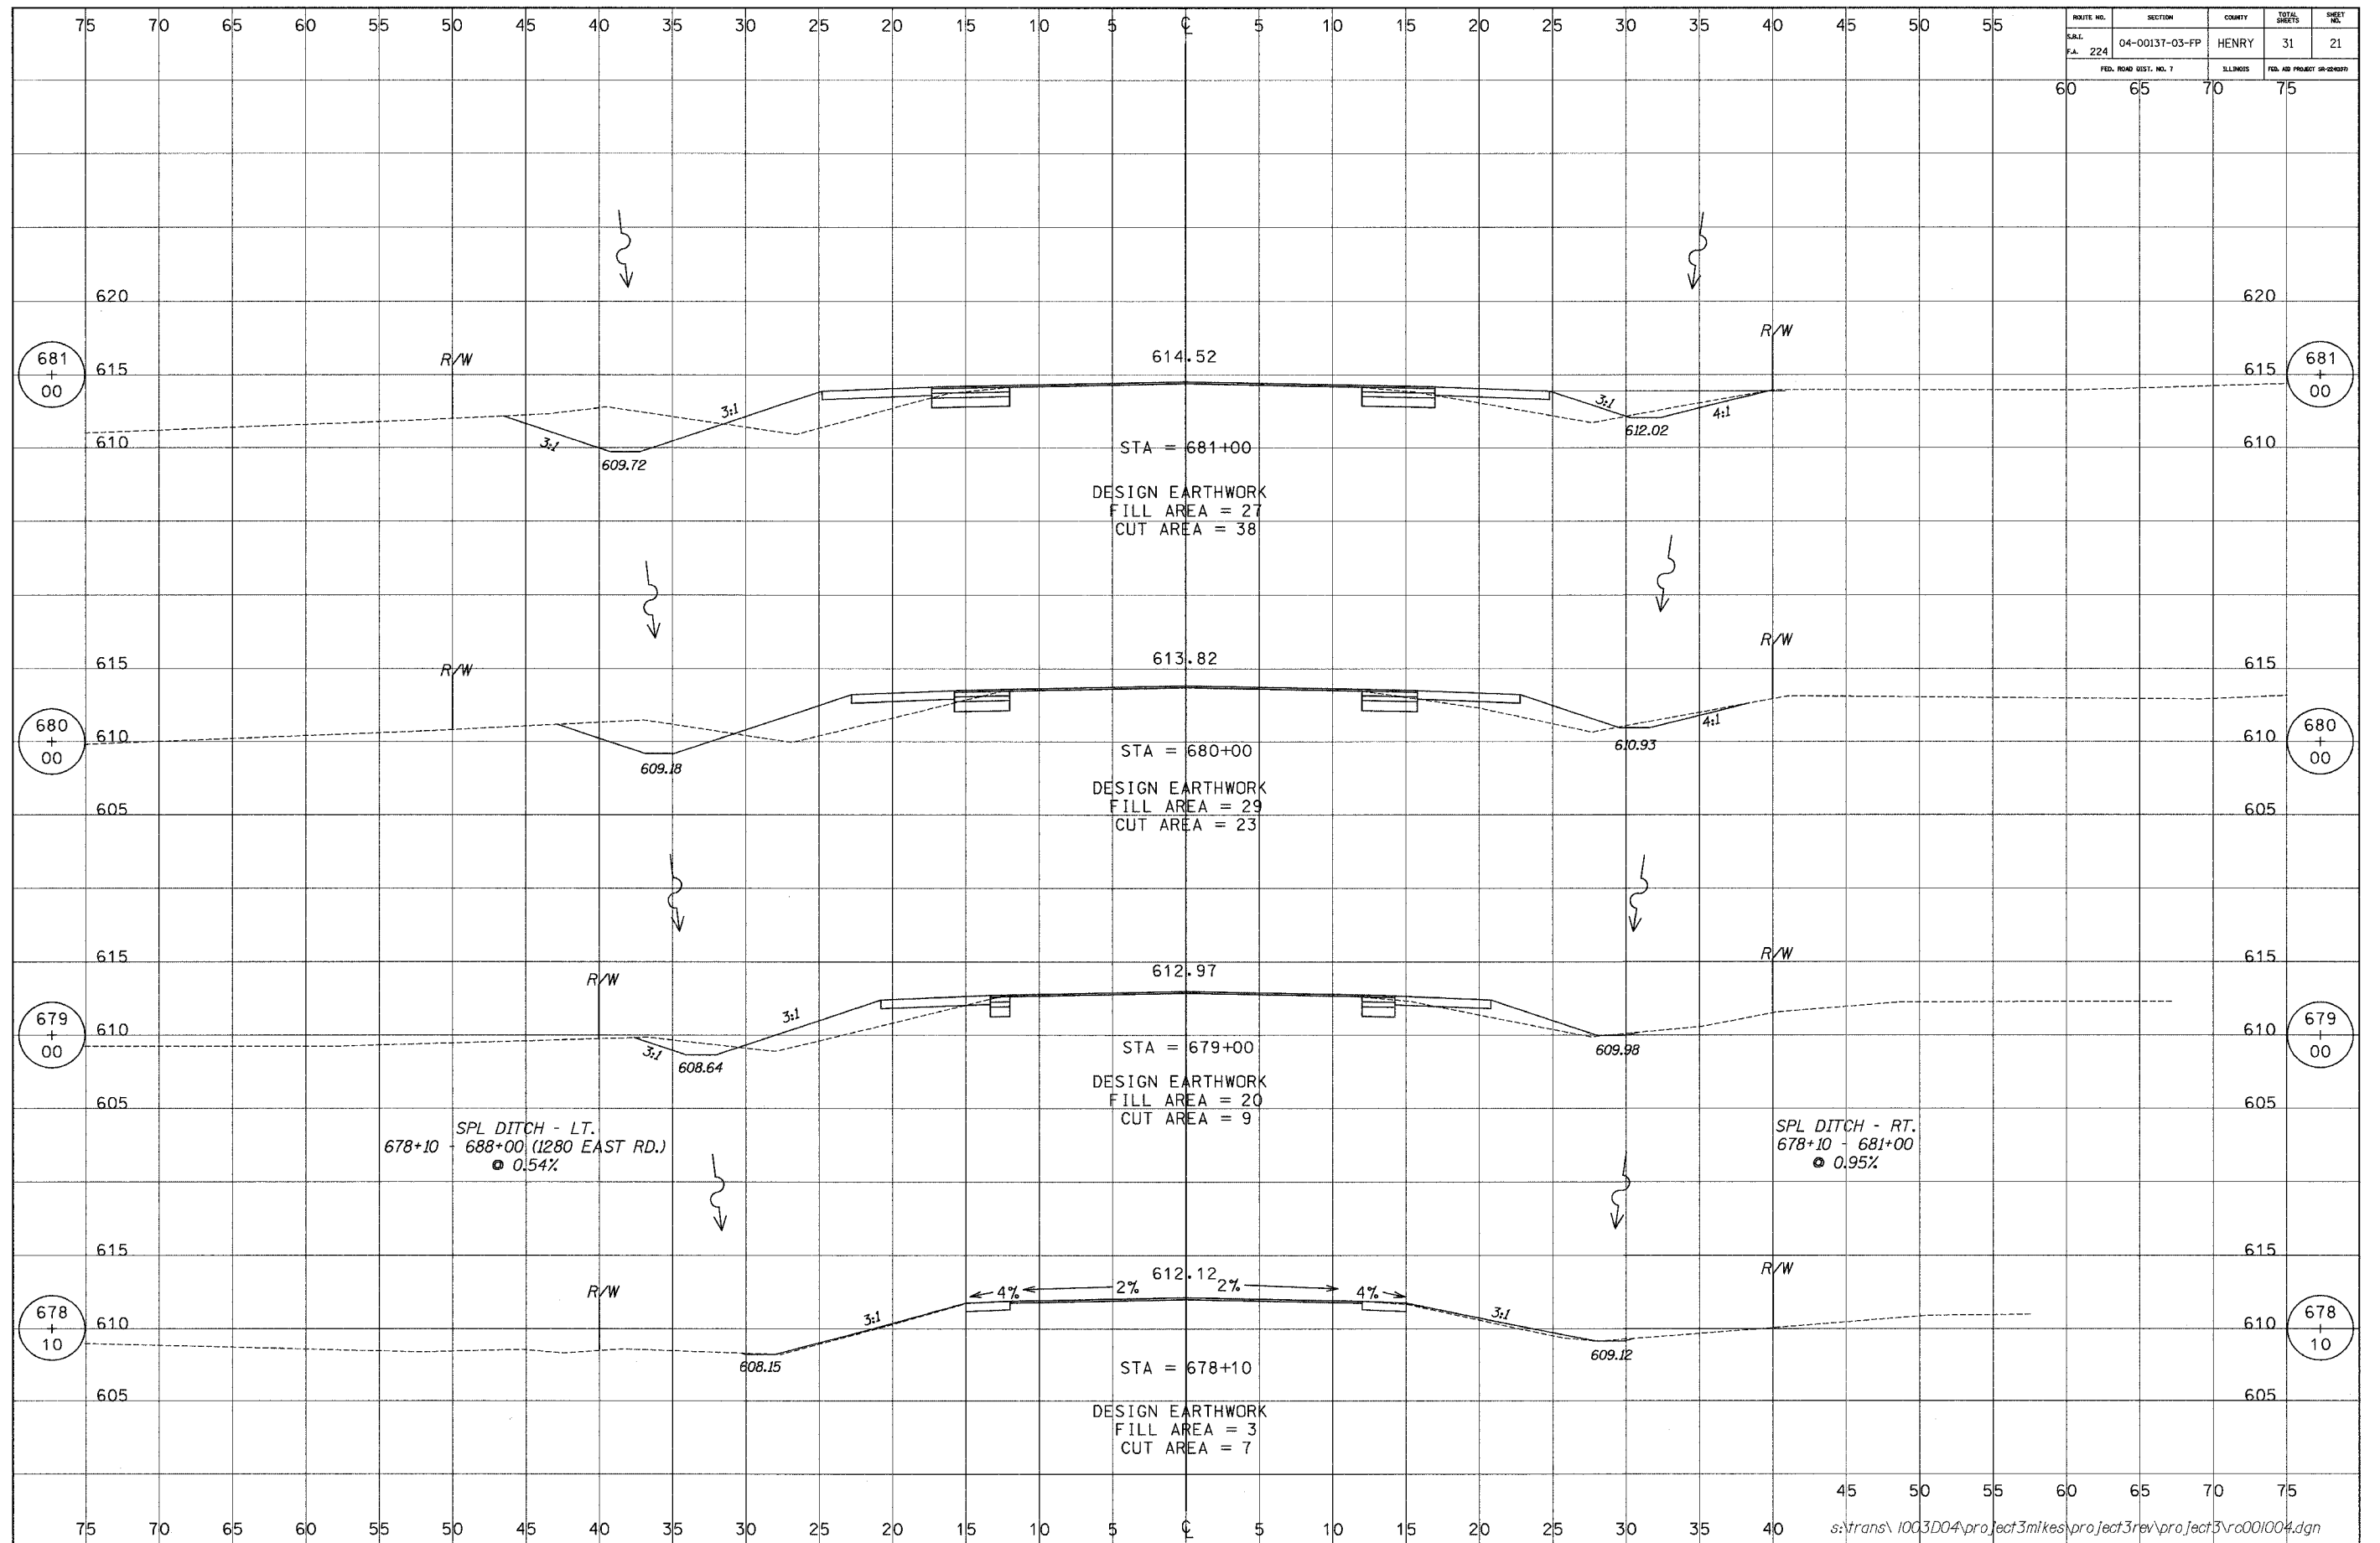 75 70 65 60 55 50 45 40 35 30 25 20 15 10 5 ℄ 5 10 15 20 25 30 35 40 45 50 55
ROUTE NO. SECTION COUNTY TOTAL SHEETS SHEET NO.
S.B.I.
F.A. 224 04-00137-03-FP HENRY 31 21
FED. ROAD DIST. NO. 7 ILLINOIS
60 65 70 75
620 620
R/W
681 + 00 615 R/W 614.52 615 681 + 00
3:1 3:1 4:1
3:1 610 609.72 612.02 610
STA = 681+00
DESIGN EARTHWORK
FILL AREA = 27
CUT AREA = 38
R/W
615 R/W 613.82 615
680 + 00 610 4:1 610 680 + 00
609.18 610.93
STA = 680+00
605 605
DESIGN EARTHWORK
FILL AREA = 29
CUT AREA = 23
615 R/W 615
R/W 612.97
679 + 00 610 3:1 610 679 + 00
3:1 608.64 609.98
STA = 679+00
DESIGN EARTHWORK
FILL AREA = 20
CUT AREA = 9
605 605
SPL DITCH - LT.
678+10 - 688+00 (1280 EAST RD.)
@ 0.54%
SPL DITCH - RT.
678+10 - 681+00
@ 0.95%
615 615
R/W 612.12 R/W
4% 2% 2% 4%
678 + 10 610 3:1 3:1 610 678 + 10
608.15 609.12
STA = 678+10
605 605
DESIGN EARTHWORK
FILL AREA = 3
CUT AREA = 7
45 50 55 60 65 70 75
75 70 65 60 55 50 45 40 35 30 25 20 15 10 5 ℄ 5 10 15 20 25 30 35 40
s:\trans\1003D04\project3mikes\project3rev\project3\rc001004.dgn